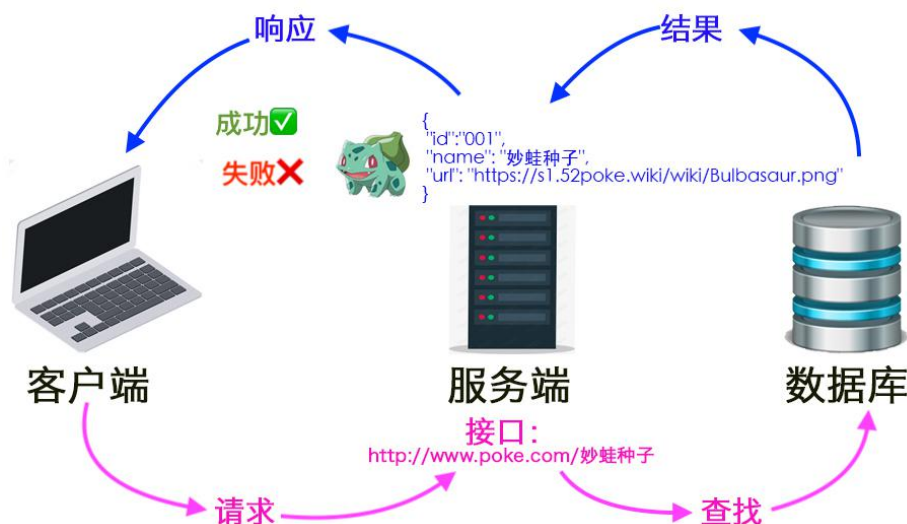 响应
结果
成功✅
失败❌
{
"id":"001",
"name": "妙蛙种子",
"url": "https://s1.52poke.wiki/wiki/Bulbasaur.png"
}
客户端
服务端
数据库
接口：
http://www.poke.com/妙蛙种子
请求
查找